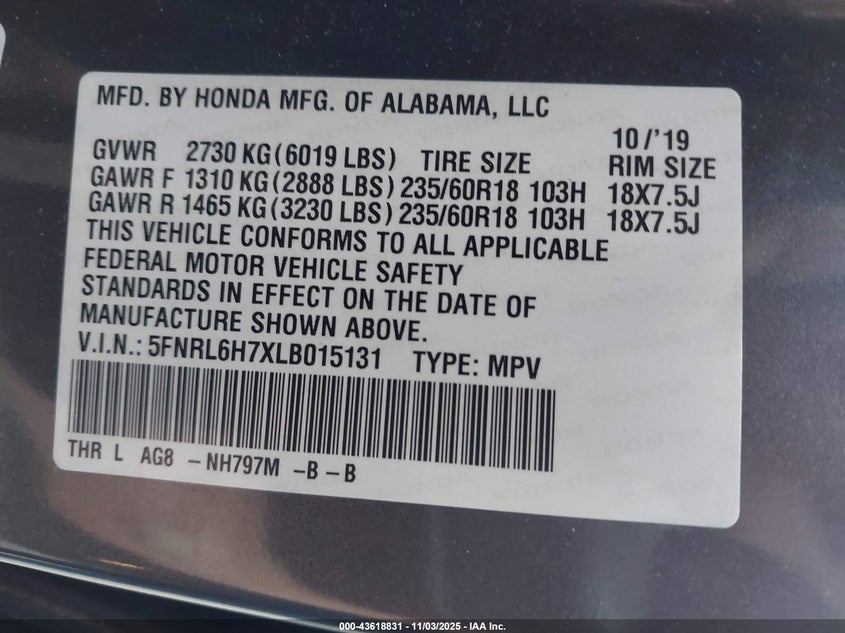 MFD. BY HONDA MFG. OF ALABAMA, LLC
10/'19
GVWR 2730 KG(6019 LBS) TIRE SIZE RIM SIZE
GAWR F 1310 KG(2888 LBS) 235/60R18 103H 18X7.5J
GAWR R 1465 KG(3230 LBS) 235/60R18 103H 18X7.5J
THIS VEHICLE CONFORMS TO ALL APPLICABLE
FEDERAL MOTOR VEHICLE SAFETY
STANDARDS IN EFFECT ON THE DATE OF
MANUFACTURE SHOWN ABOVE.
V.I.N.: 5FNRL6H7XLB015131 TYPE: MPV
THR L AG8 -NH797M -B-B
000-43618831 - 11/03/2025 - IAA Inc.